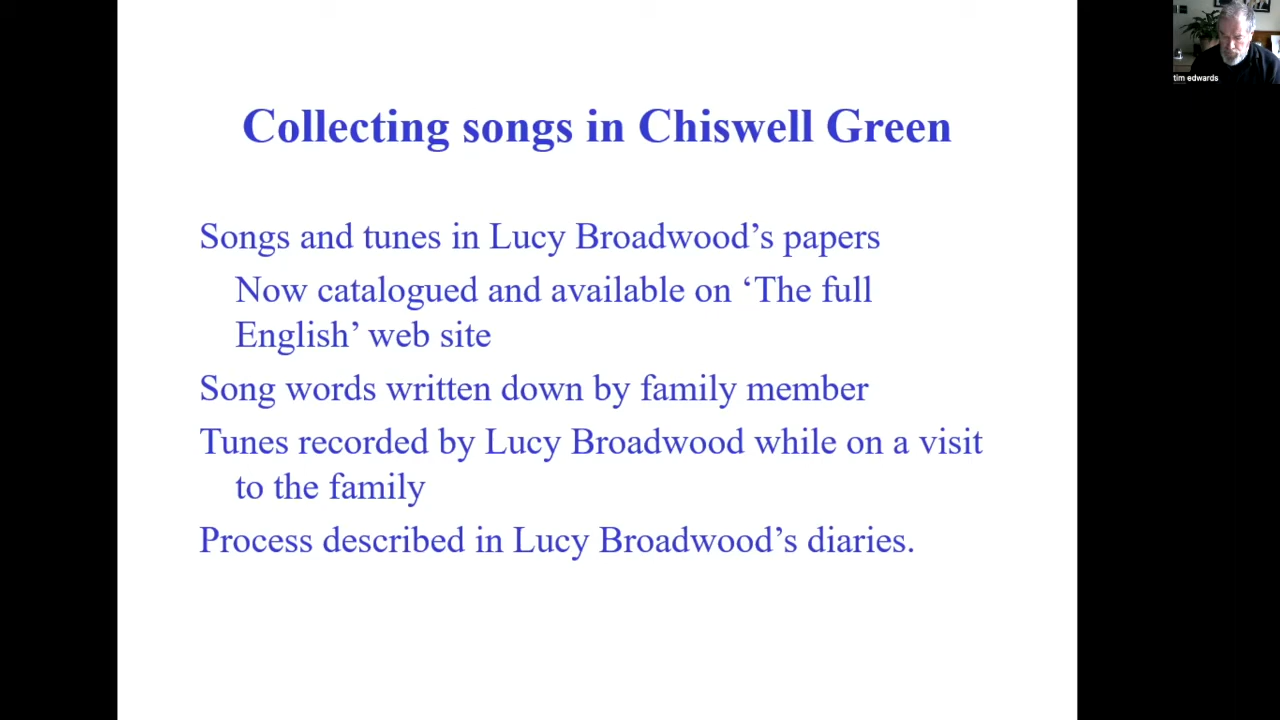 tim edwards
Collecting songs in Chiswell Green
Songs and tunes in Lucy Broadwood’s papers
Now catalogued and available on ‘The full
English’ web site
Song words written down by family member
Tunes recorded by Lucy Broadwood while on a visit
to the family
Process described in Lucy Broadwood’s diaries.